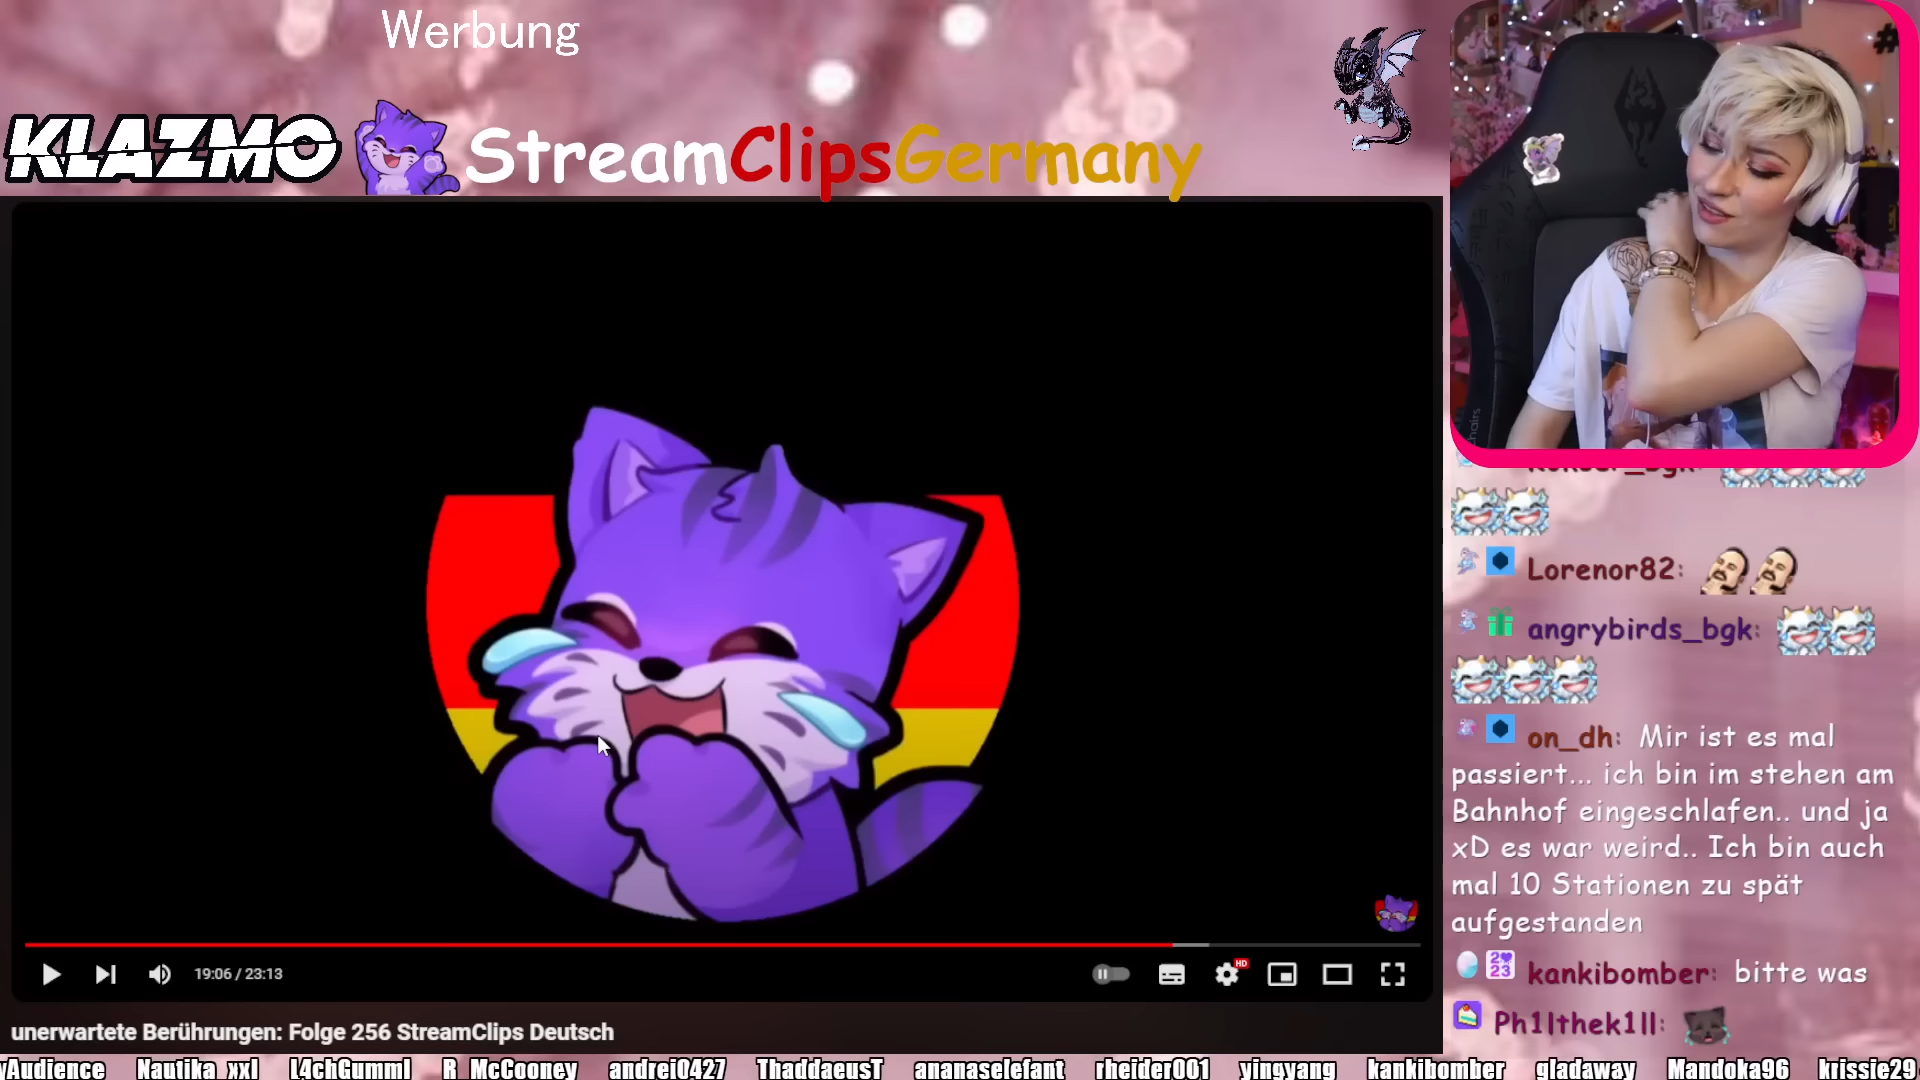 Werbung
KLAZMO
StreamClipsGermany
Lorenor82:
angrybirds_bgk:
on_dh: Mir ist es mal
passiert... ich bin im stehen am
Bahnhof eingeschlafen.. und ja
xD es war weird.. Ich bin auch
mal 10 Stationen zu spät
aufgestanden
2023
kankibomber: bitte was
Ph1lthek1ll:
HD
19:06 / 23:13
unerwartete Berührungen: Folge 256 StreamClips Deutsch
yAudience Nautika_xxl L4chGumml R_McCooney andrei0427 ThaddaeusT ananaselefant rheider001 yingyang kankibomber gladaway Mandoka96 krissie29